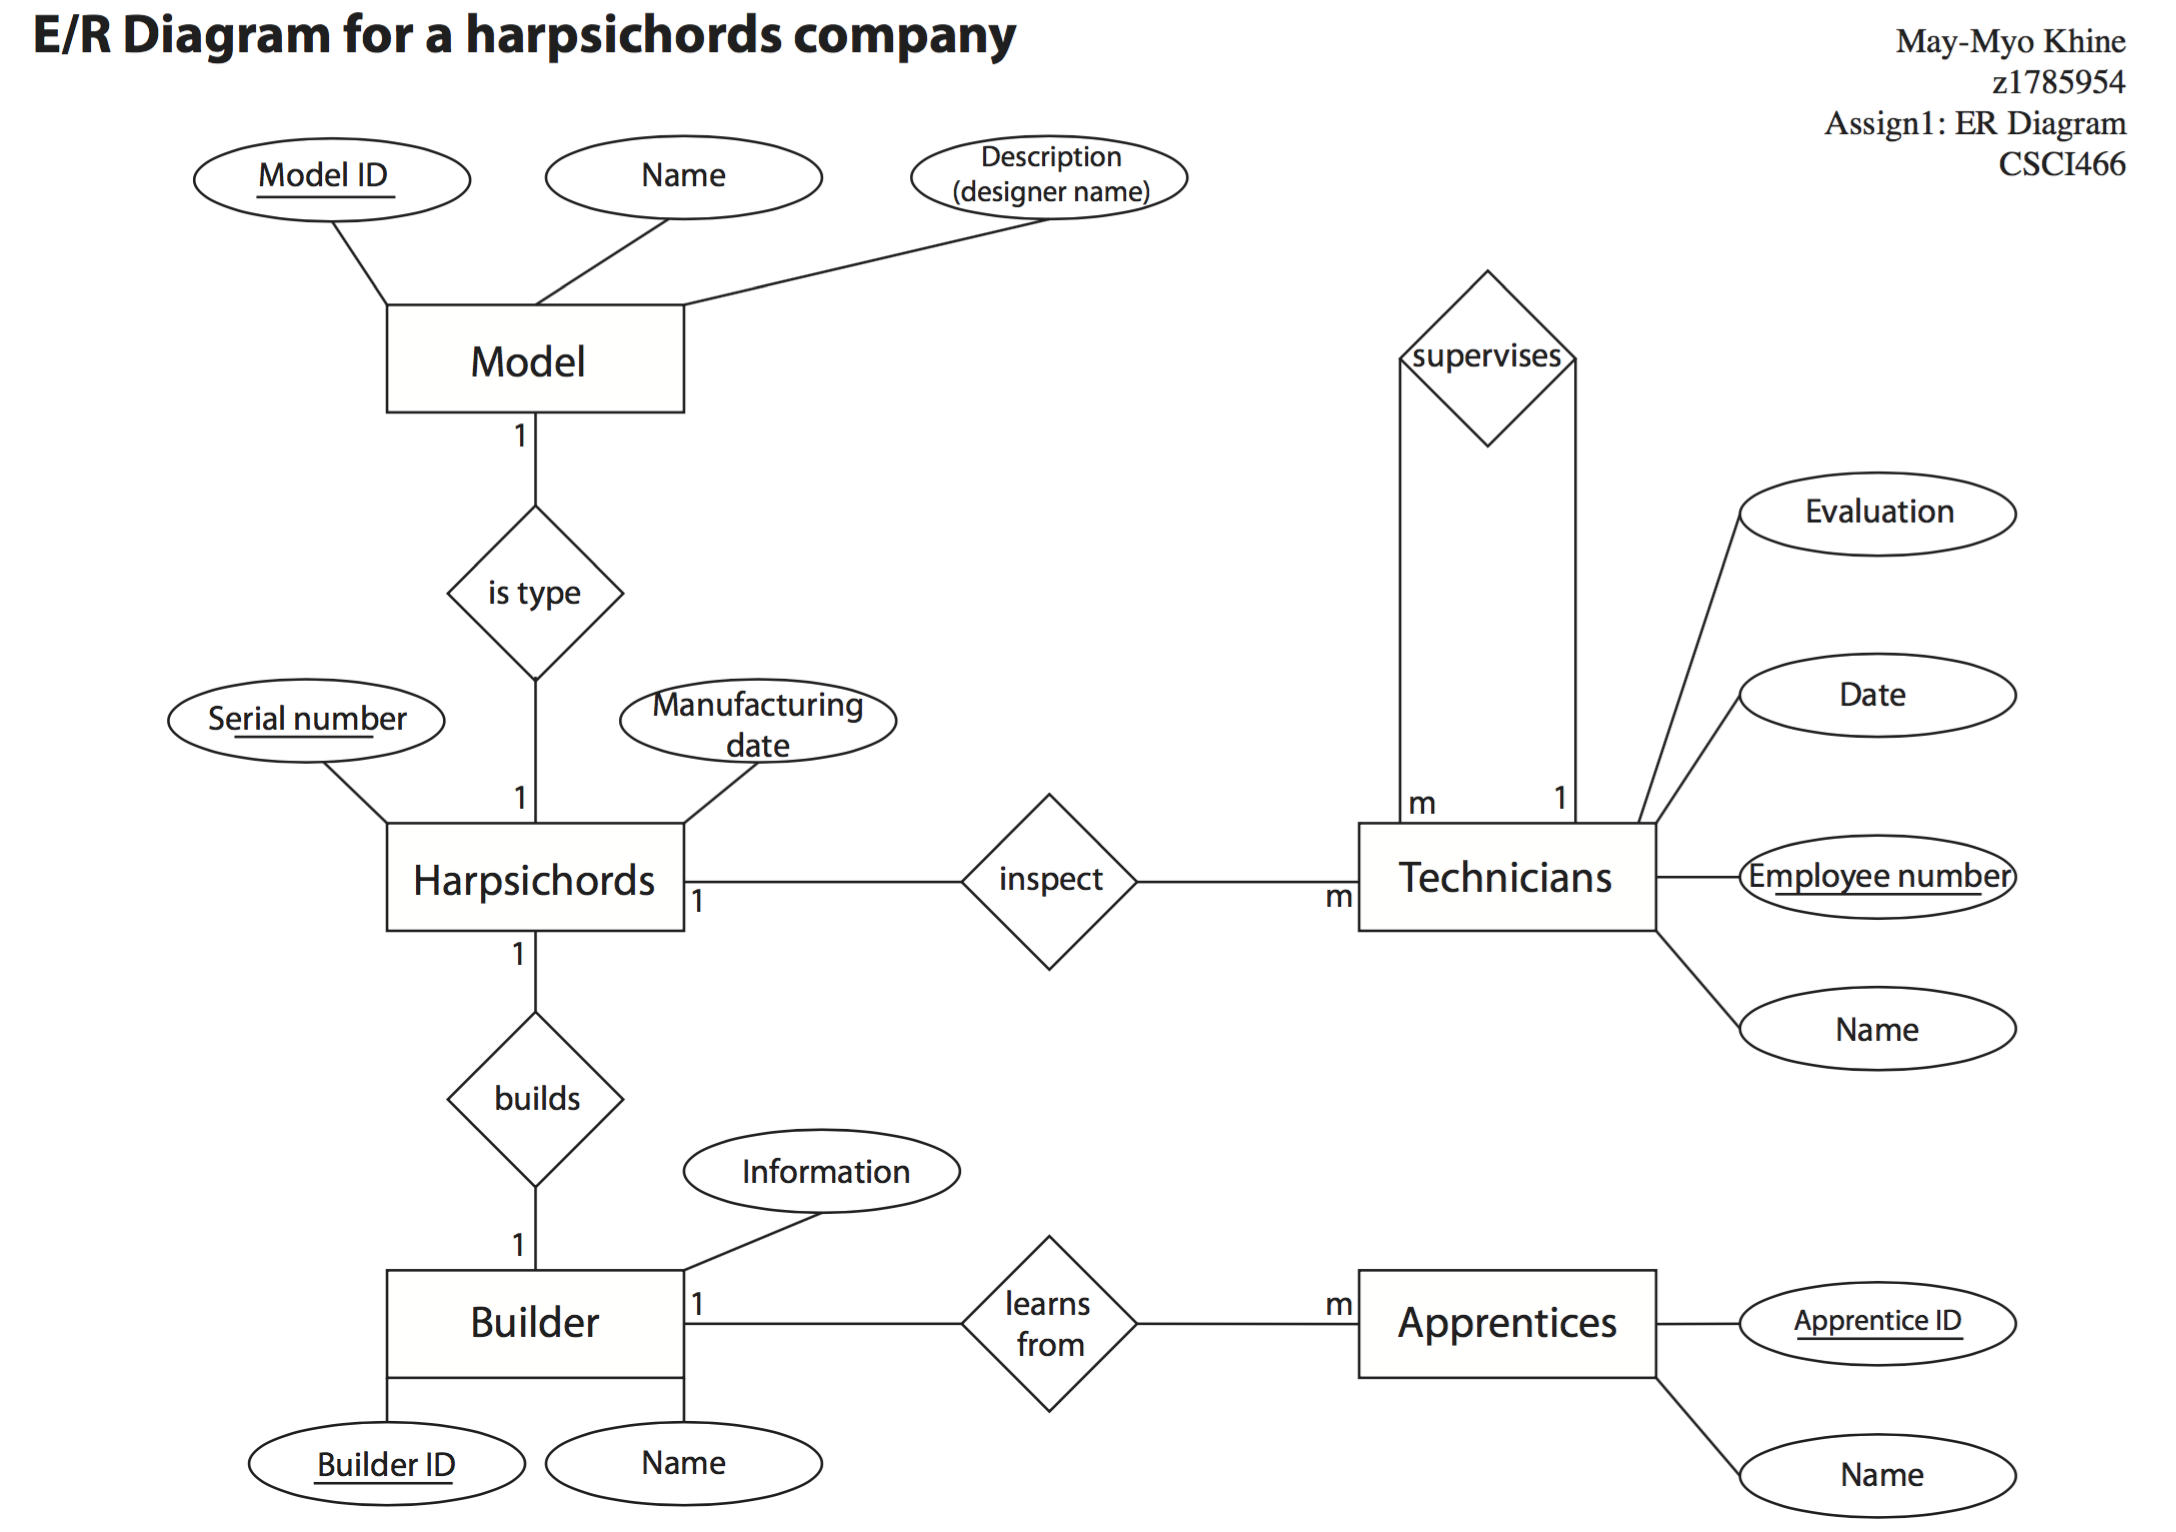 E/R Diagram for a harpsichords company
May-Myo Khine
z1785954
Assign1: ER Diagram
CSCI466
Model ID
Name
Description
(designer name)
Model
supervises
1
Evaluation
is type
Date
Serial number
Manufacturing
date
1
m
1
Harpsichords
1
inspect
m
Technicians
Employee number
1
Name
builds
Information
1
Builder
1
learns
from
m
Apprentices
Apprentice ID
Builder ID
Name
Name